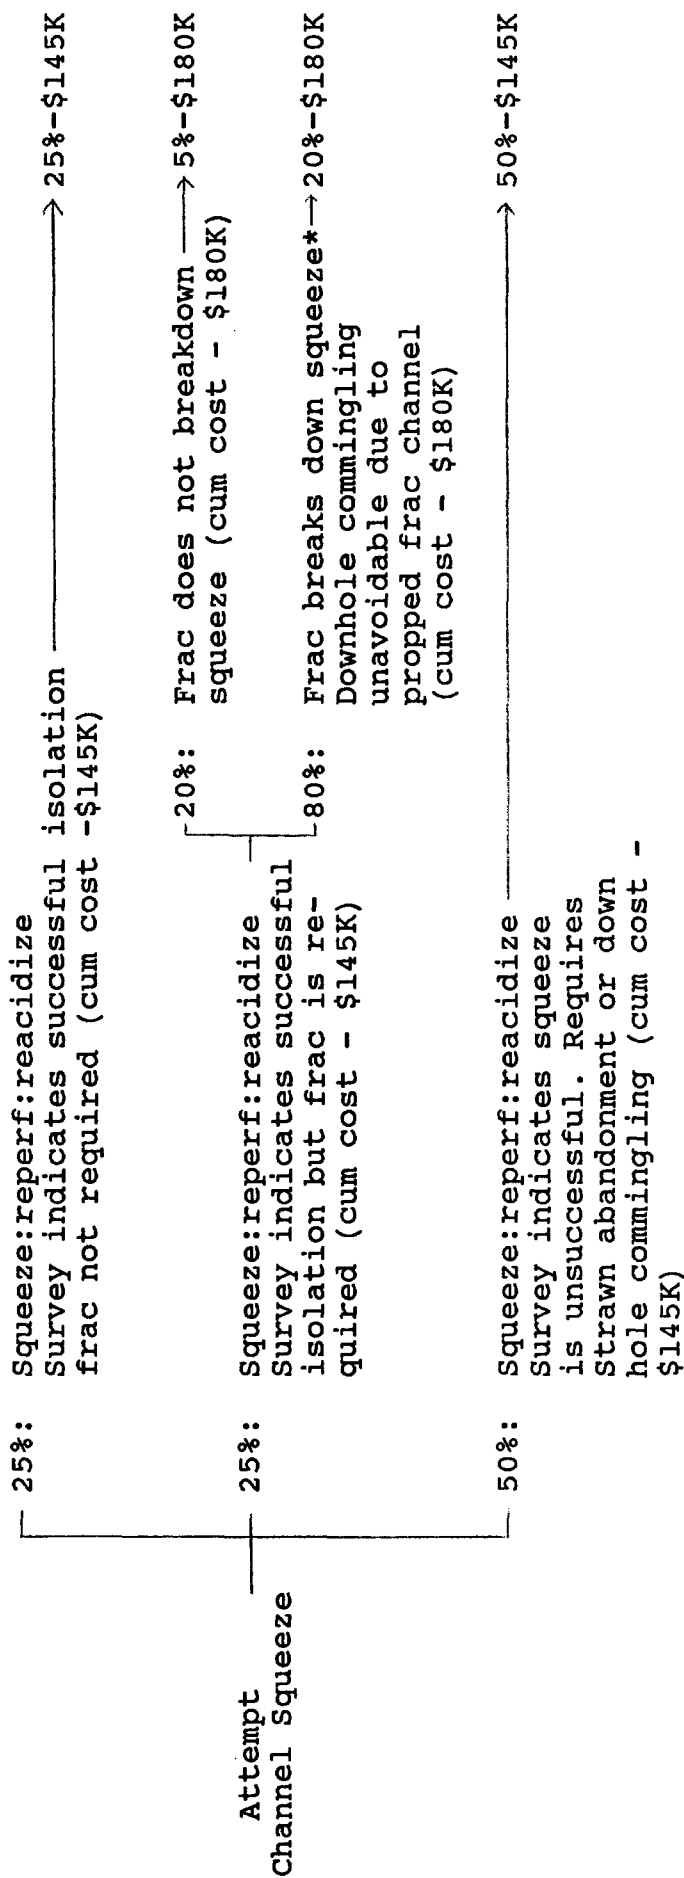 Attempt
Channel Squeeze
25%:
Squeeze:reperf:reacidize
Survey indicates successful isolation
frac not required (cum cost -$145K)
25%-$145K
25%:
Squeeze:reperf:reacidize
Survey indicates successful
isolation but frac is re-
quired (cum cost - $145K)
20%:
Frac does not breakdown
squeeze (cum cost - $180K)
5%-$180K
80%:
Frac breaks down squeeze*
Downhole commingling
unavoidable due to
propped frac channel
(cum cost - $180K)
20%-$180K
50%:
Squeeze:reperf:reacidize
Survey indicates squeeze
is unsuccessful. Requires
Strawn abandonment or down
hole commingling (cum cost -
$145K)
50%-$145K